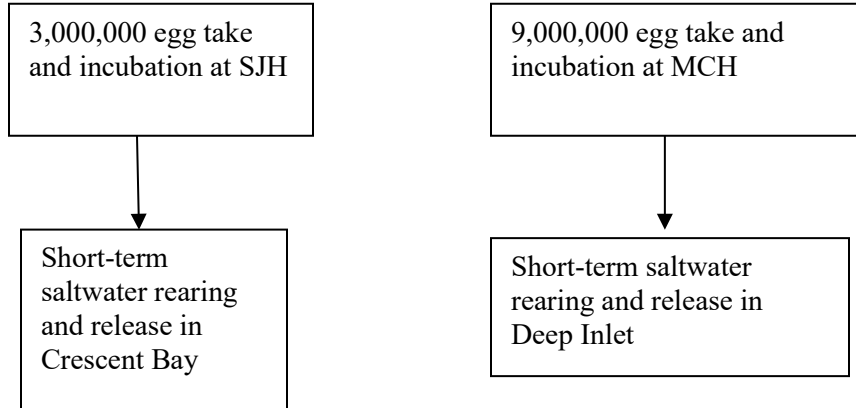 3,000,000 egg take
and incubation at SJH
9,000,000 egg take and
incubation at MCH
Short-term
saltwater rearing
and release in
Crescent Bay
Short-term saltwater
rearing and release in
Deep Inlet